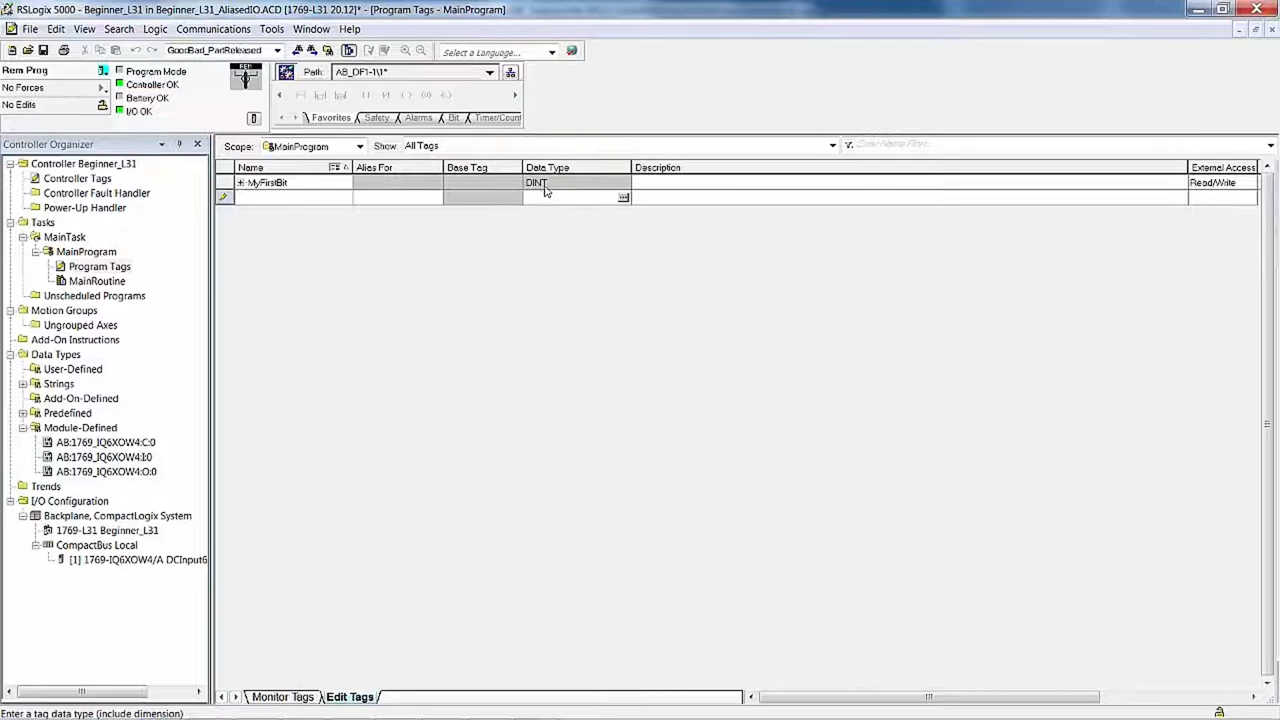 RSLogix 5000 - Beginner_L31 in Beginner_L31_AliasedIO.ACD [1769-L31 20.12]* - [Program Tags - MainProgram]
File Edit View Search Logic Communications Tools Window Help
GoodBad_PartReleased
Select a Language...
Rem Prog
No Forces
No Edits
Program Mode
Controller OK
Battery OK
I/O OK
REM
Path: AB_DF1-1\1*
Favorites Safety Alarms Bit Timer/Count
Controller Organizer
Scope: MainProgram Show: All Tags Enter Name Filter...
Name Alias For Base Tag Data Type Description External Access
MyFirstBit DINT Read/Write
Controller Beginner_L31
Controller Tags
Controller Fault Handler
Power-Up Handler
Tasks
MainTask
MainProgram
Program Tags
MainRoutine
Unscheduled Programs
Motion Groups
Ungrouped Axes
Add-On Instructions
Data Types
User-Defined
Strings
Add-On-Defined
Predefined
Module-Defined
AB:1769_IQ6XOW4:C:0
AB:1769_IQ6XOW4:I:0
AB:1769_IQ6XOW4:O:0
Trends
I/O Configuration
Backplane, CompactLogix System
1769-L31 Beginner_L31
CompactBus Local
[1] 1769-IQ6XOW4/A DCInput6
Monitor Tags Edit Tags
Enter a tag data type (include dimension)